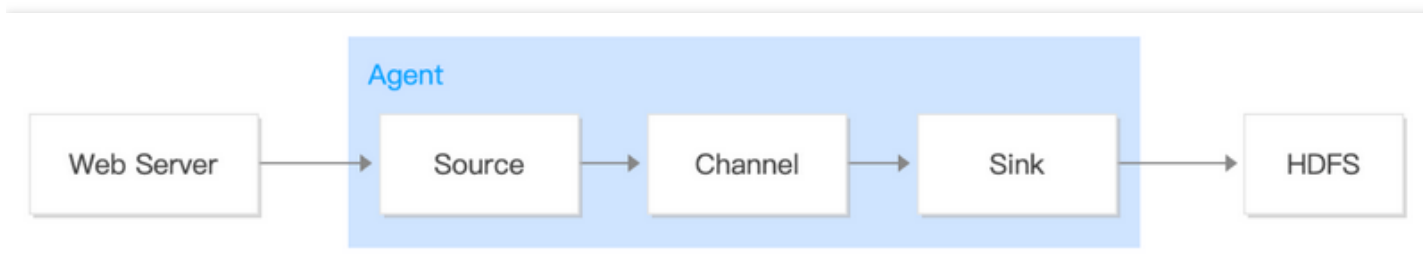 Agent
Web Server
Source
Channel
Sink
HDFS